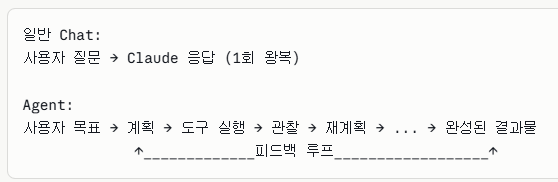 일반 Chat:
사용자 질문 → Claude 응답 (1회 왕복)
Agent:
사용자 목표 → 계획 → 도구 실행 → 관찰 → 재계획 → ... → 완성된 결과물
↑_____________피드백 루프__________________↑